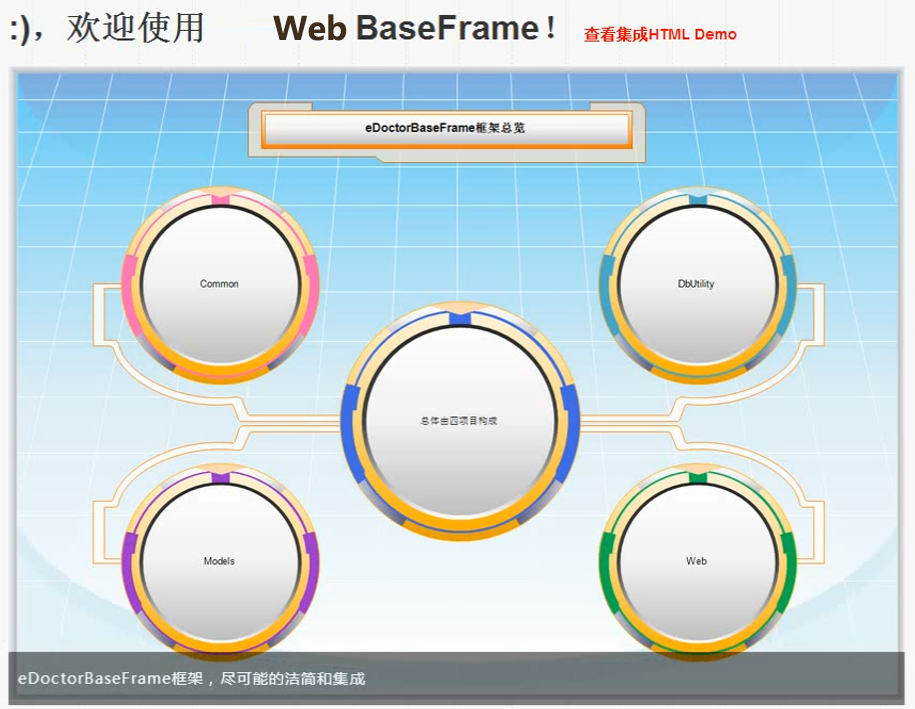 :)，欢迎使用 Web BaseFrame！ 查看集成HTML Demo
eDoctorBaseFrame框架总览
Common
DbUtility
总体由四项目构成
Models
Web
eDoctorBaseFrame框架，尽可能的洁简和集成